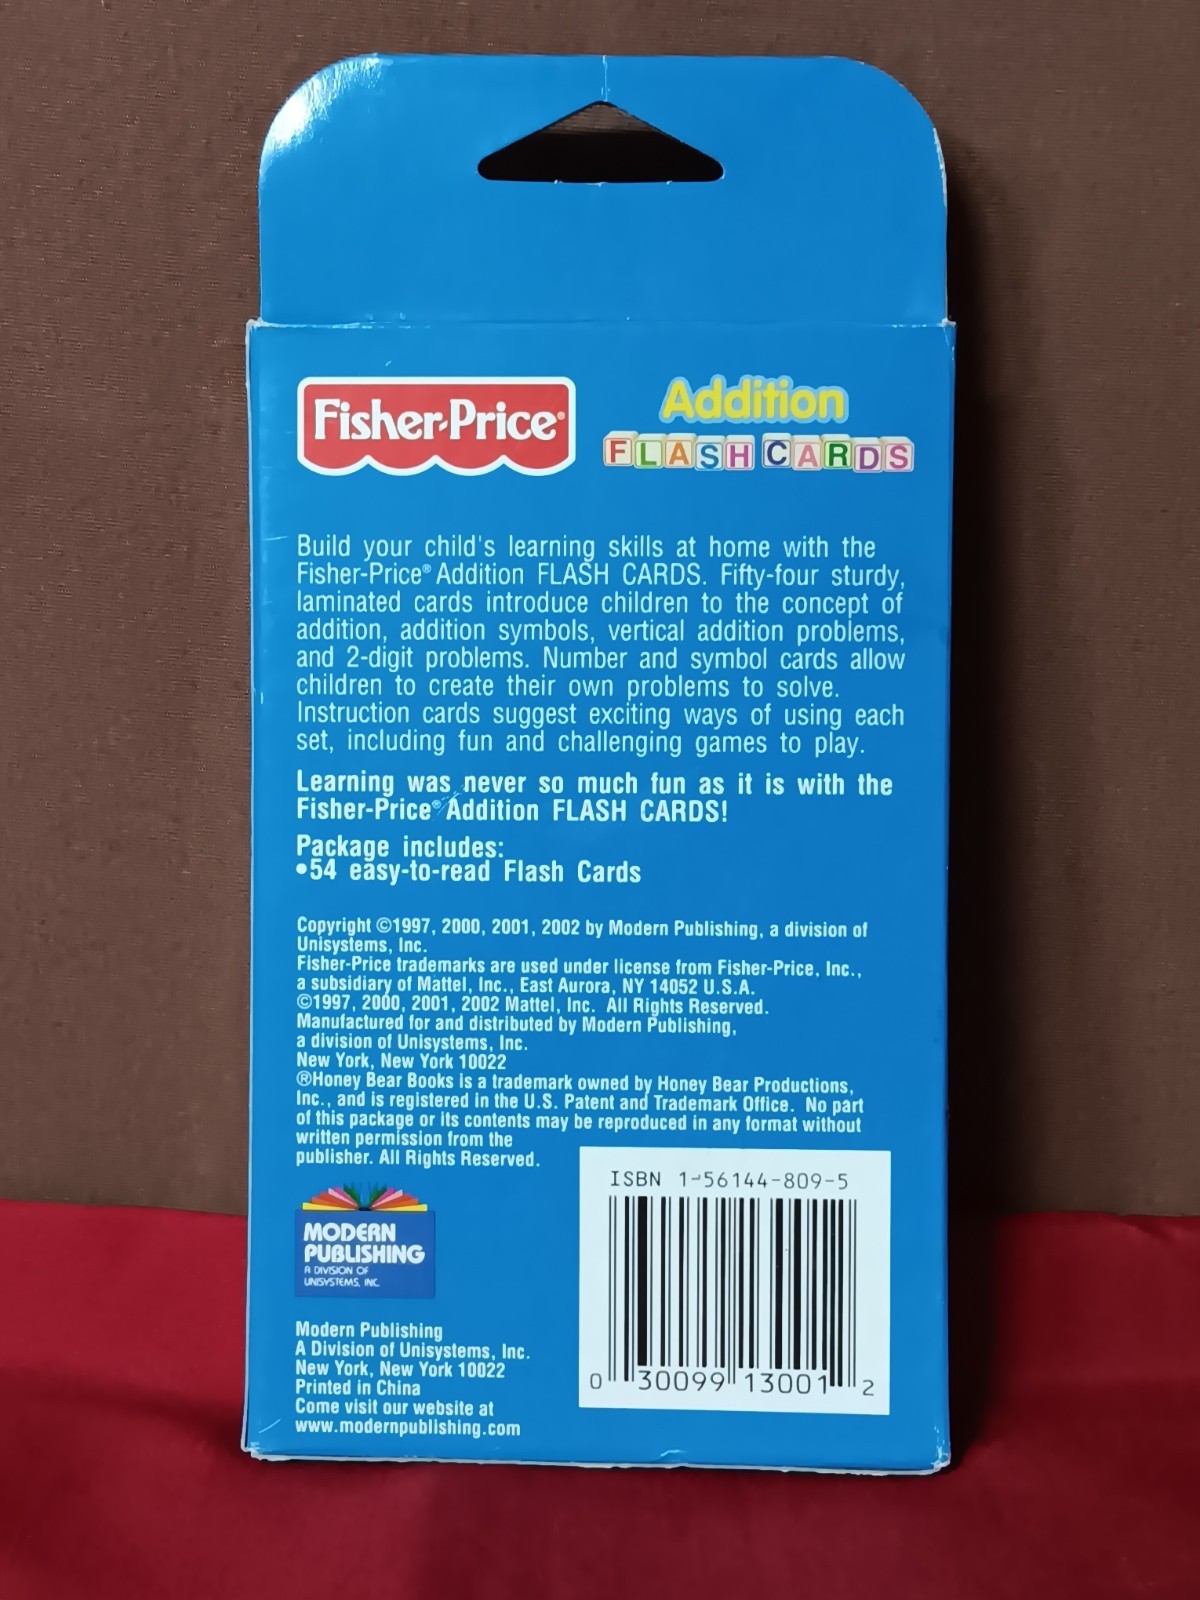 Fisher-Price®
Addition
FLASH CARDS
Build your child's learning skills at home with the
Fisher-Price® Addition FLASH CARDS. Fifty-four sturdy,
laminated cards introduce children to the concept of
addition, addition symbols, vertical addition problems,
and 2-digit problems. Number and symbol cards allow
children to create their own problems to solve.
Instruction cards suggest exciting ways of using each
set, including fun and challenging games to play.
Learning was never so much fun as it is with the
Fisher-Price® Addition FLASH CARDS!
Package includes:
•54 easy-to-read Flash Cards
Copyright ©1997, 2000, 2001, 2002 by Modern Publishing, a division of
Unisystems, Inc.
Fisher-Price trademarks are used under license from Fisher-Price, Inc.,
a subsidiary of Mattel, Inc., East Aurora, NY 14052 U.S.A.
©1997, 2000, 2001, 2002 Mattel, Inc. All Rights Reserved.
Manufactured for and distributed by Modern Publishing,
a division of Unisystems, Inc.
New York, New York 10022
®Honey Bear Books is a trademark owned by Honey Bear Productions,
Inc., and is registered in the U.S. Patent and Trademark Office. No part
of this package or its contents may be reproduced in any format without
written permission from the
publisher. All Rights Reserved.
MODERN
PUBLISHING
A DIVISION OF
UNISYSTEMS, INC.
Modern Publishing
A Division of Unisystems, Inc.
New York, New York 10022
Printed in China
Come visit our website at
www.modernpublishing.com
ISBN 1-56144-809-5
0 30099 13001 2